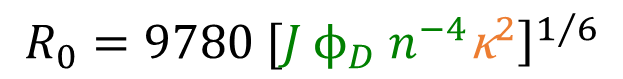 R₀ = 9780 [J ϕ_D n⁻⁴ κ²]^{1/6}